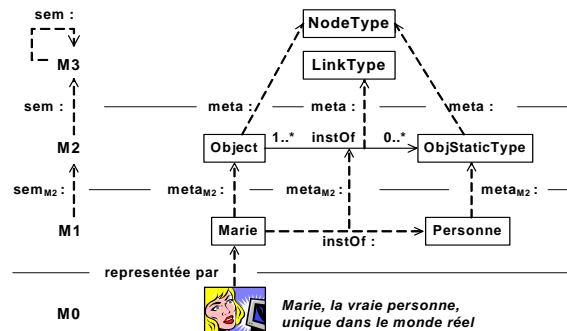 sem :
NodeType
M3
LinkType
sem :
meta :
meta :
meta :
M2
Object
1..*
instOf
0..*
ObjStaticType
semM2 :
metaM2 :
metaM2 :
metaM2 :
M1
Marie
instOf :
Personne
representée par
M0
Marie, la vraie personne,
unique dans le monde réel